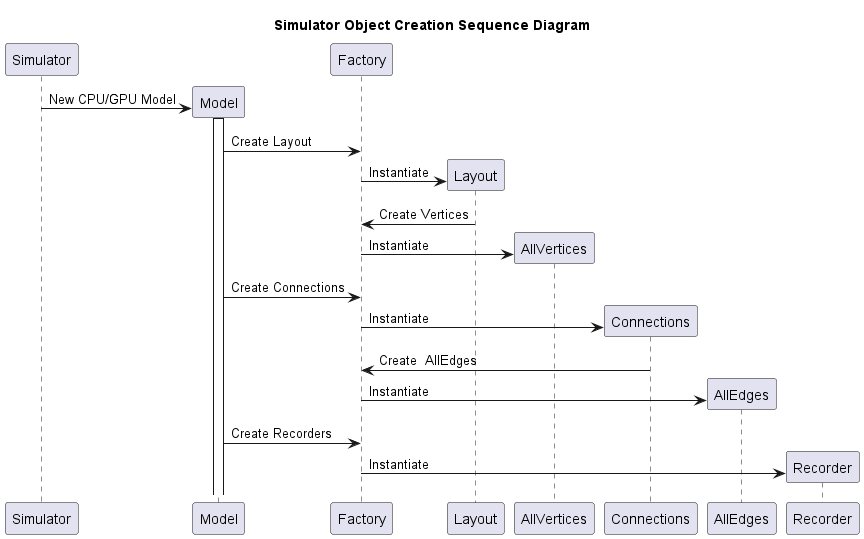 Simulator Object Creation Sequence Diagram
Simulator
Factory
New CPU/GPU Model
Model
Create Layout
Instantiate
Layout
Create Vertices
Instantiate
AllVertices
Create Connections
Instantiate
Connections
Create  AllEdges
Instantiate
AllEdges
Create Recorders
Instantiate
Recorder
Simulator
Model
Factory
Layout
AllVertices
Connections
AllEdges
Recorder